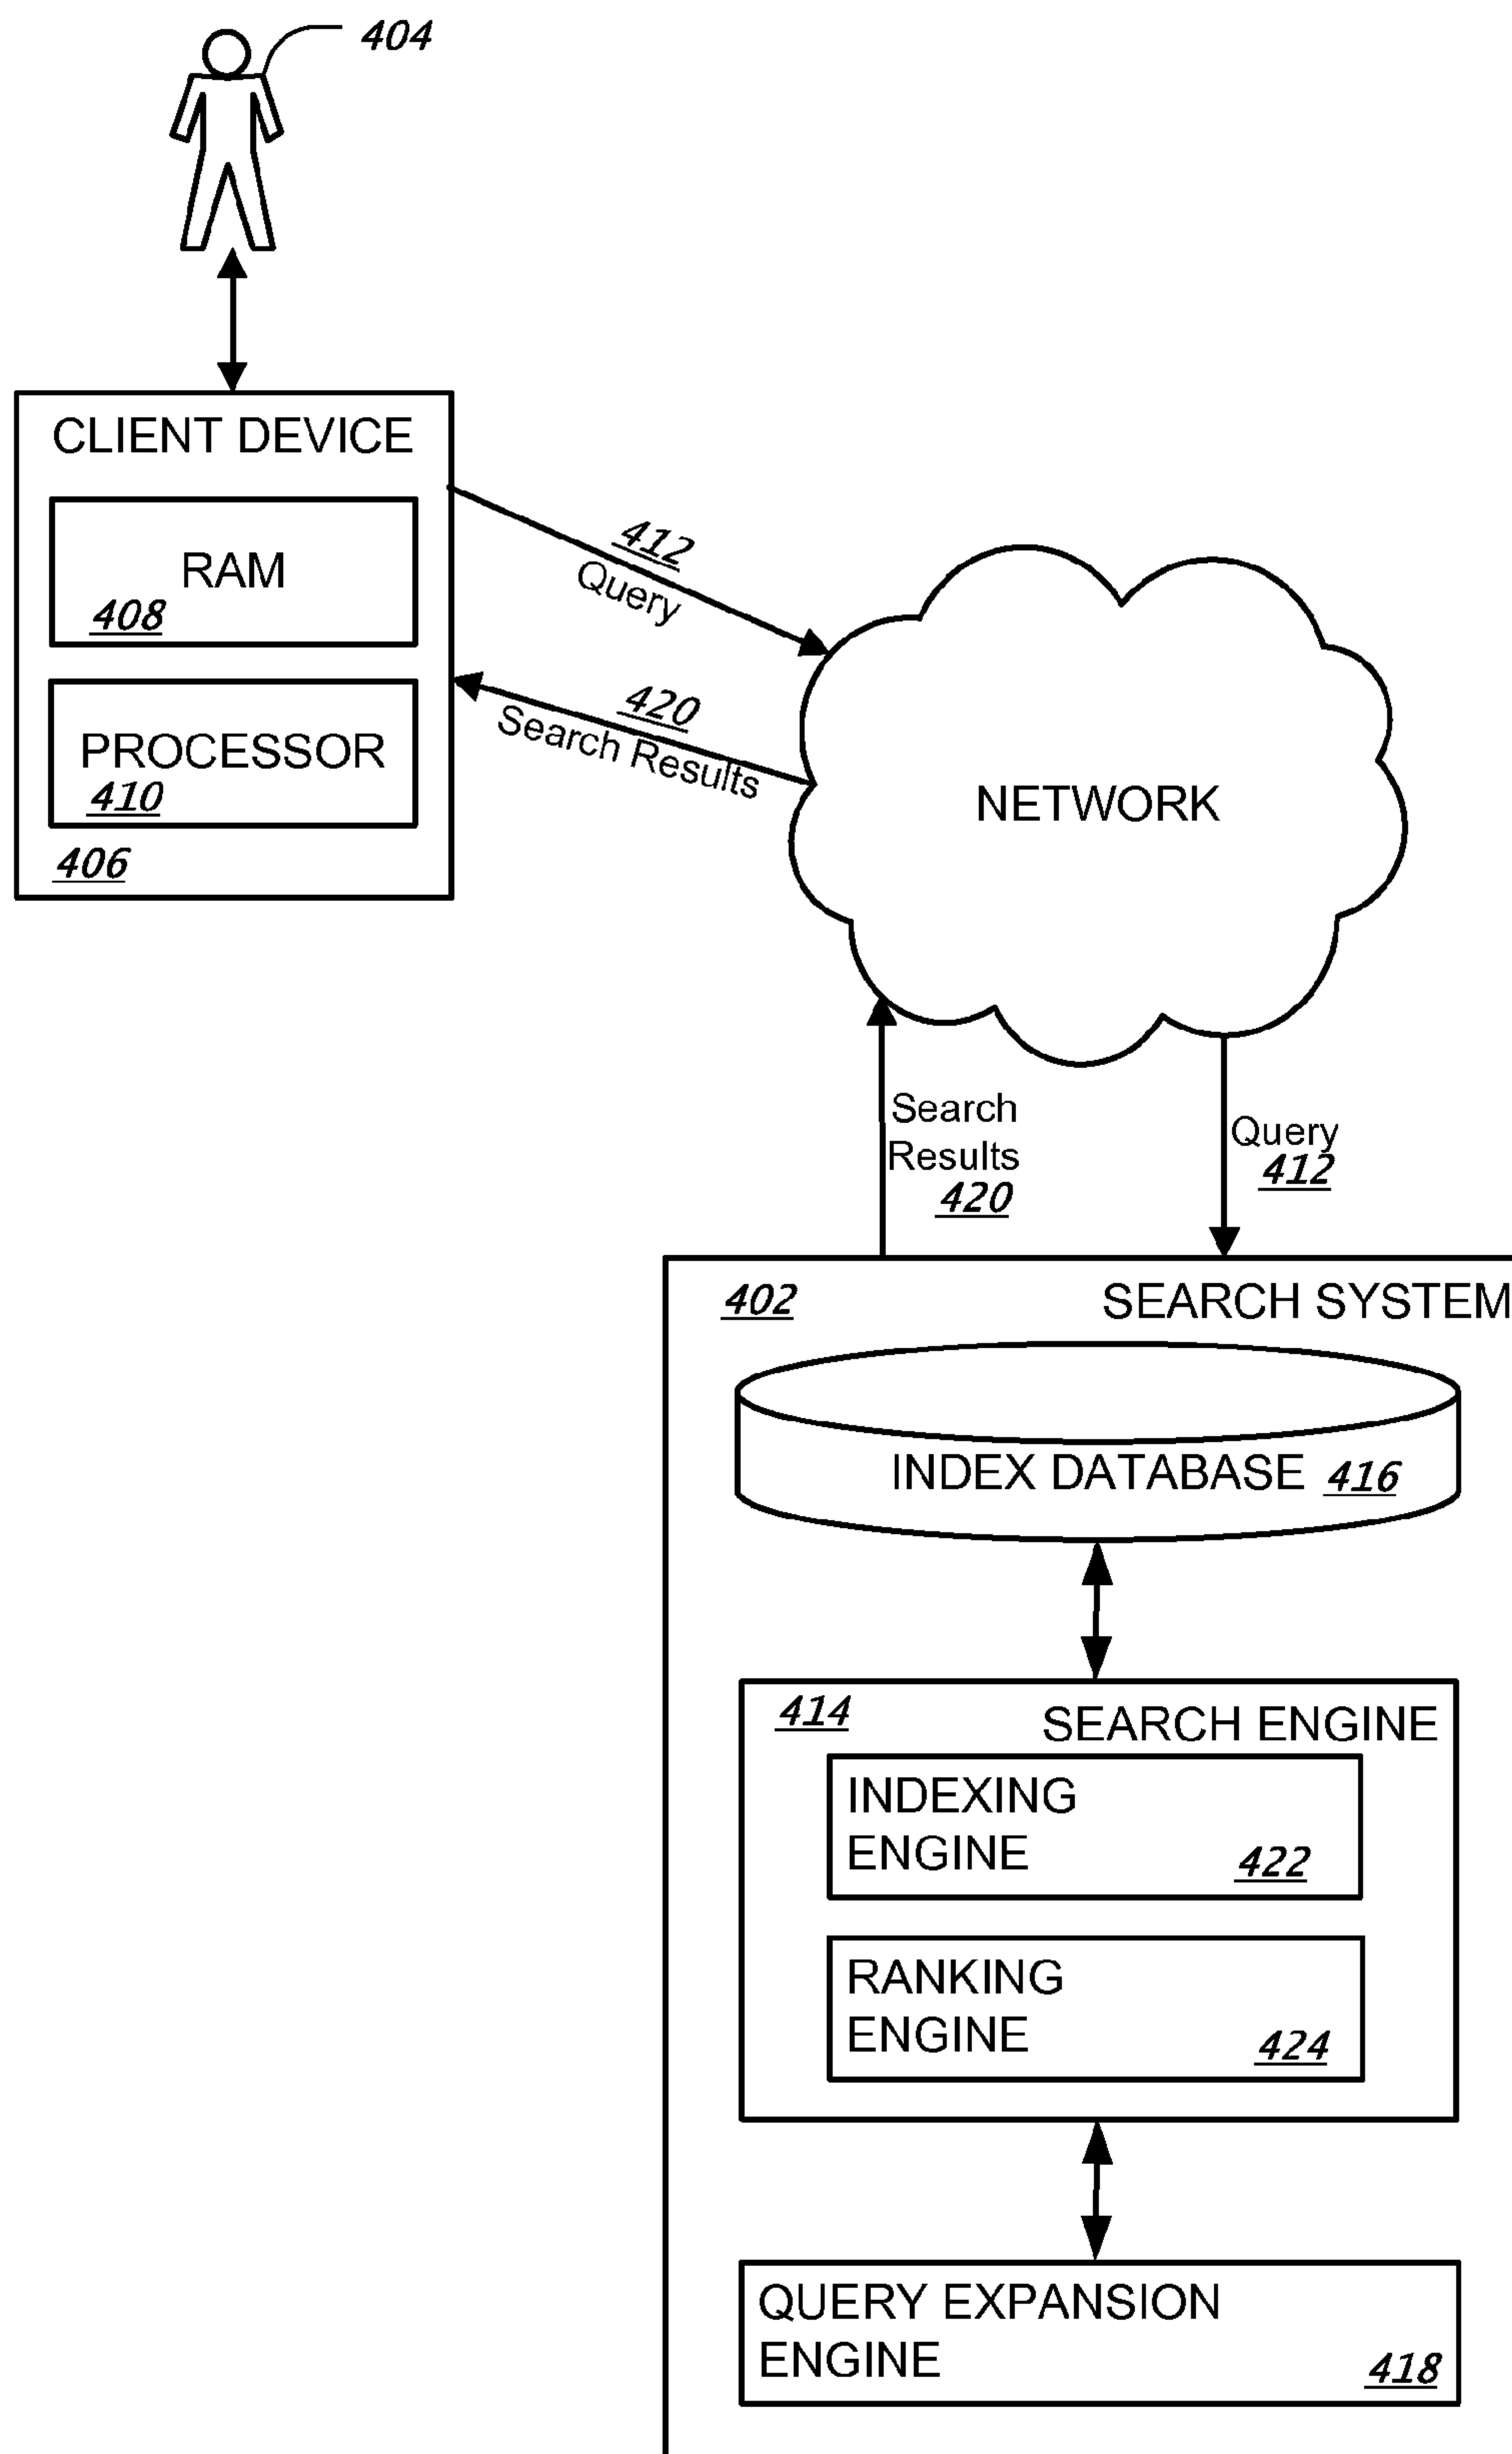 404
CLIENT DEVICE
RAM
408
PROCESSOR
410
406
412
Query
420
Search Results
NETWORK
Search
Results
420
Query
412
402
SEARCH SYSTEM
INDEX DATABASE 416
414
SEARCH ENGINE
INDEXING
ENGINE
422
RANKING
ENGINE
424
QUERY EXPANSION
ENGINE
418